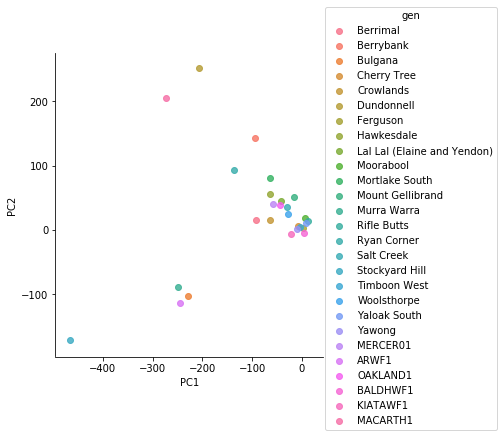 gen
Berrimal
Berrybank
Bulgana
Cherry Tree
Crowlands
Dundonnell
Ferguson
Hawkesdale
Lal Lal (Elaine and Yendon)
Moorabool
Mortlake South
Mount Gellibrand
Murra Warra
Rifle Butts
Ryan Corner
Salt Creek
Stockyard Hill
Timboon West
Woolsthorpe
Yaloak South
Yawong
MERCER01
ARWF1
OAKLAND1
BALDHWF1
KIATAWF1
MACARTH1
200
100
0
−100
PC2
−400
−300
−200
−100
0
PC1